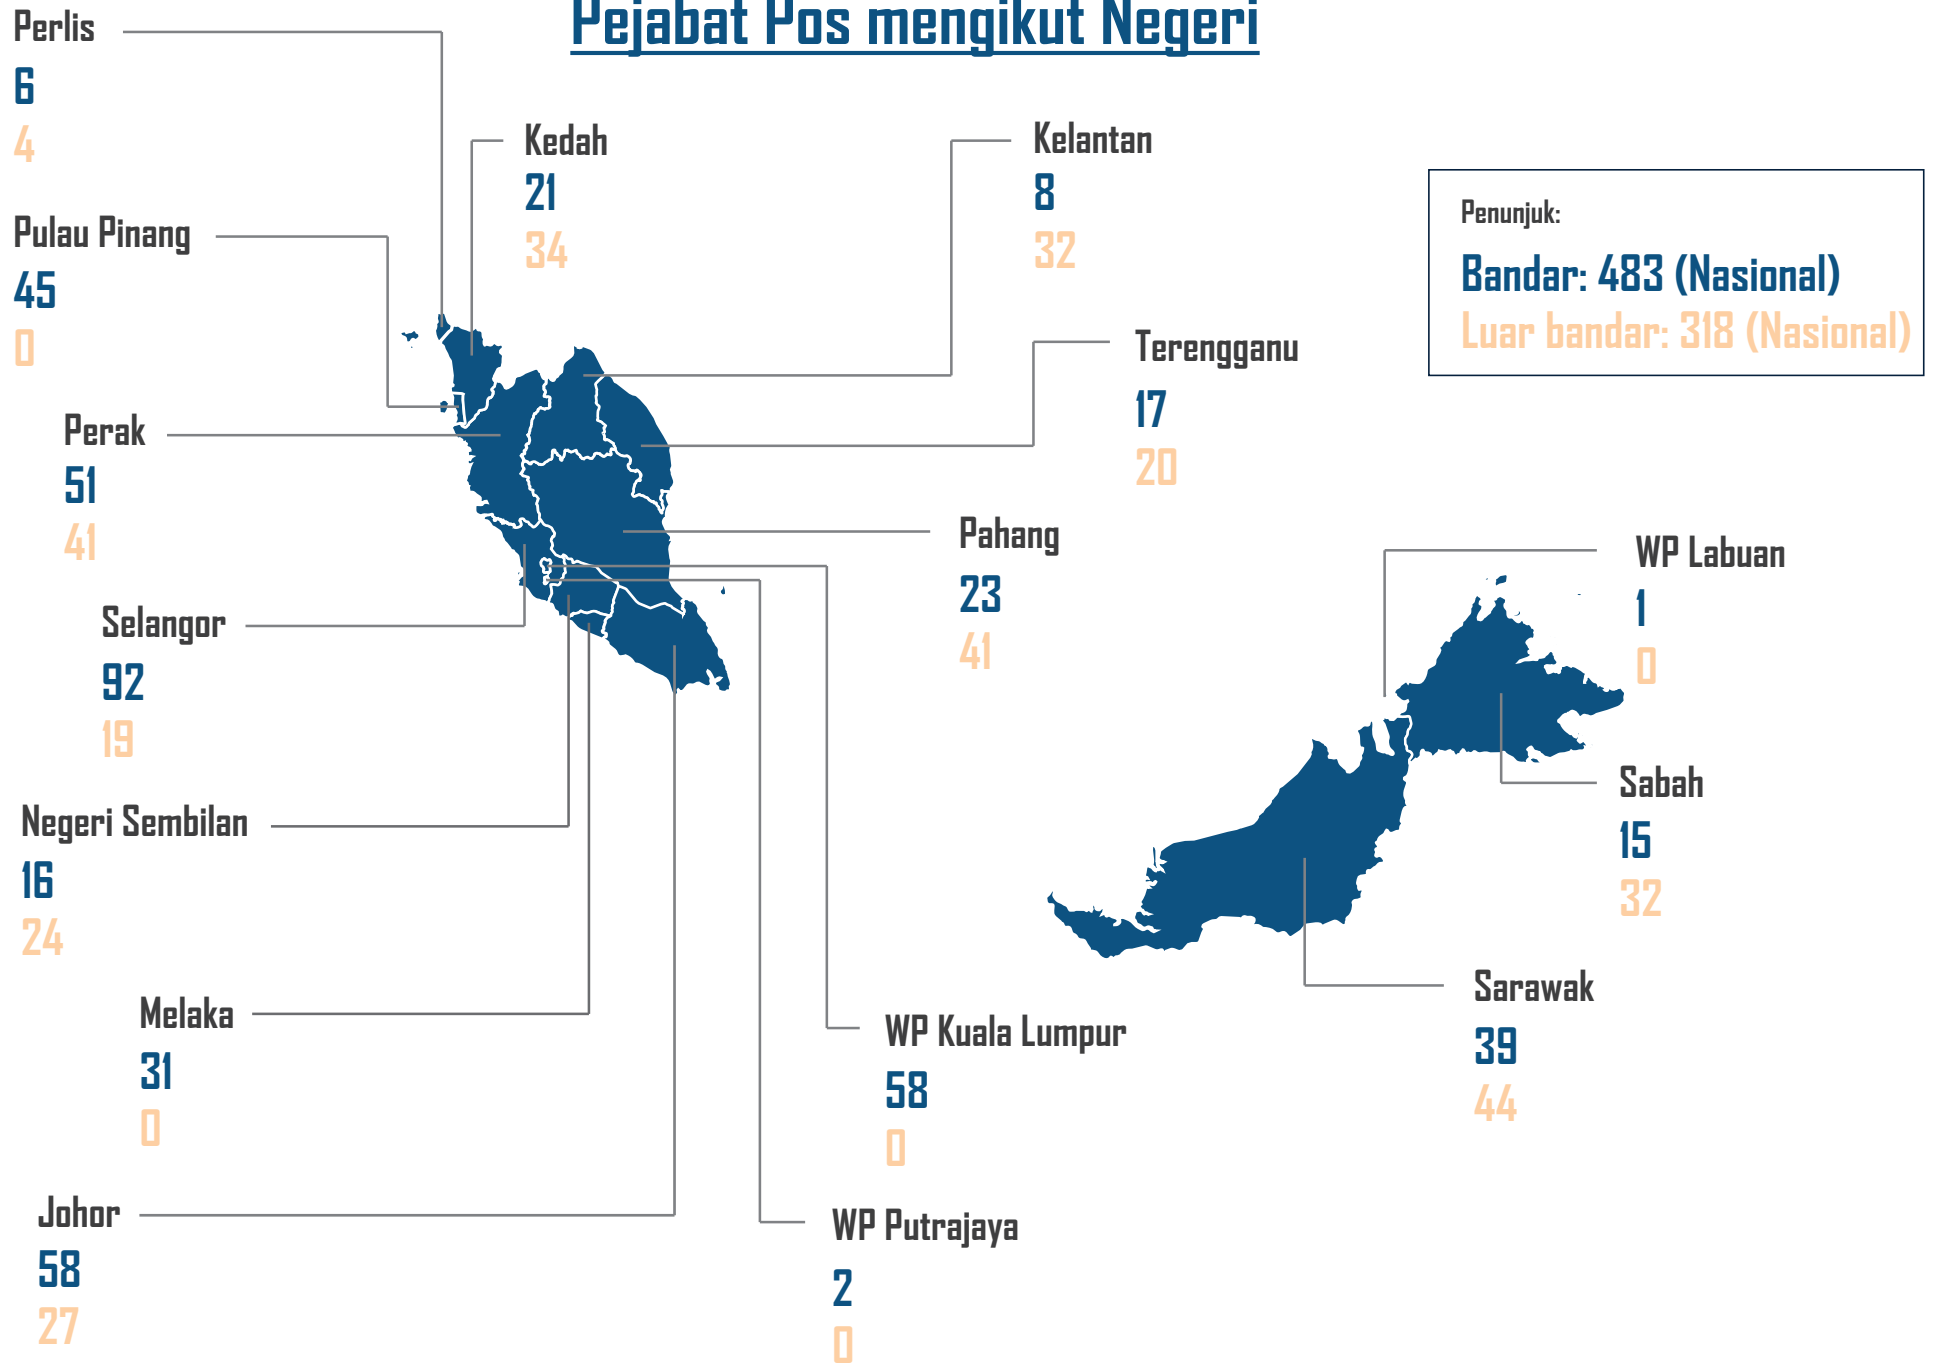 Pejabat Pos mengikut Negeri
Perlis
6
4
Kedah
21
34
Kelantan
8
32
Penunjuk:
Bandar: 483 (Nasional)
Luar bandar: 318 (Nasional)
Pulau Pinang
45
0
Terengganu
17
20
Perak
51
41
Pahang
23
41
WP Labuan
1
0
Selangor
92
19
Sabah
15
32
Negeri Sembilan
16
24
Sarawak
39
44
Melaka
31
0
WP Kuala Lumpur
58
0
Johor
58
27
WP Putrajaya
2
0